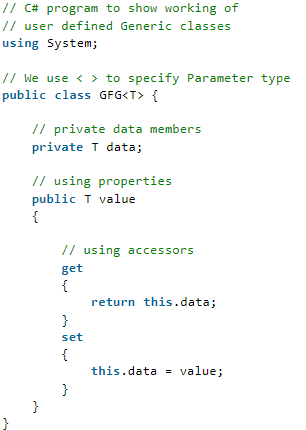 // C# program to show working of
// user defined Generic classes
using System;

// We use < > to specify Parameter type
public class GFG<T> {

    // private data members
    private T data;

    // using properties
    public T value
    {

        // using accessors
        get
        {
            return this.data;
        }
        set
        {
            this.data = value;
        }
    }
}